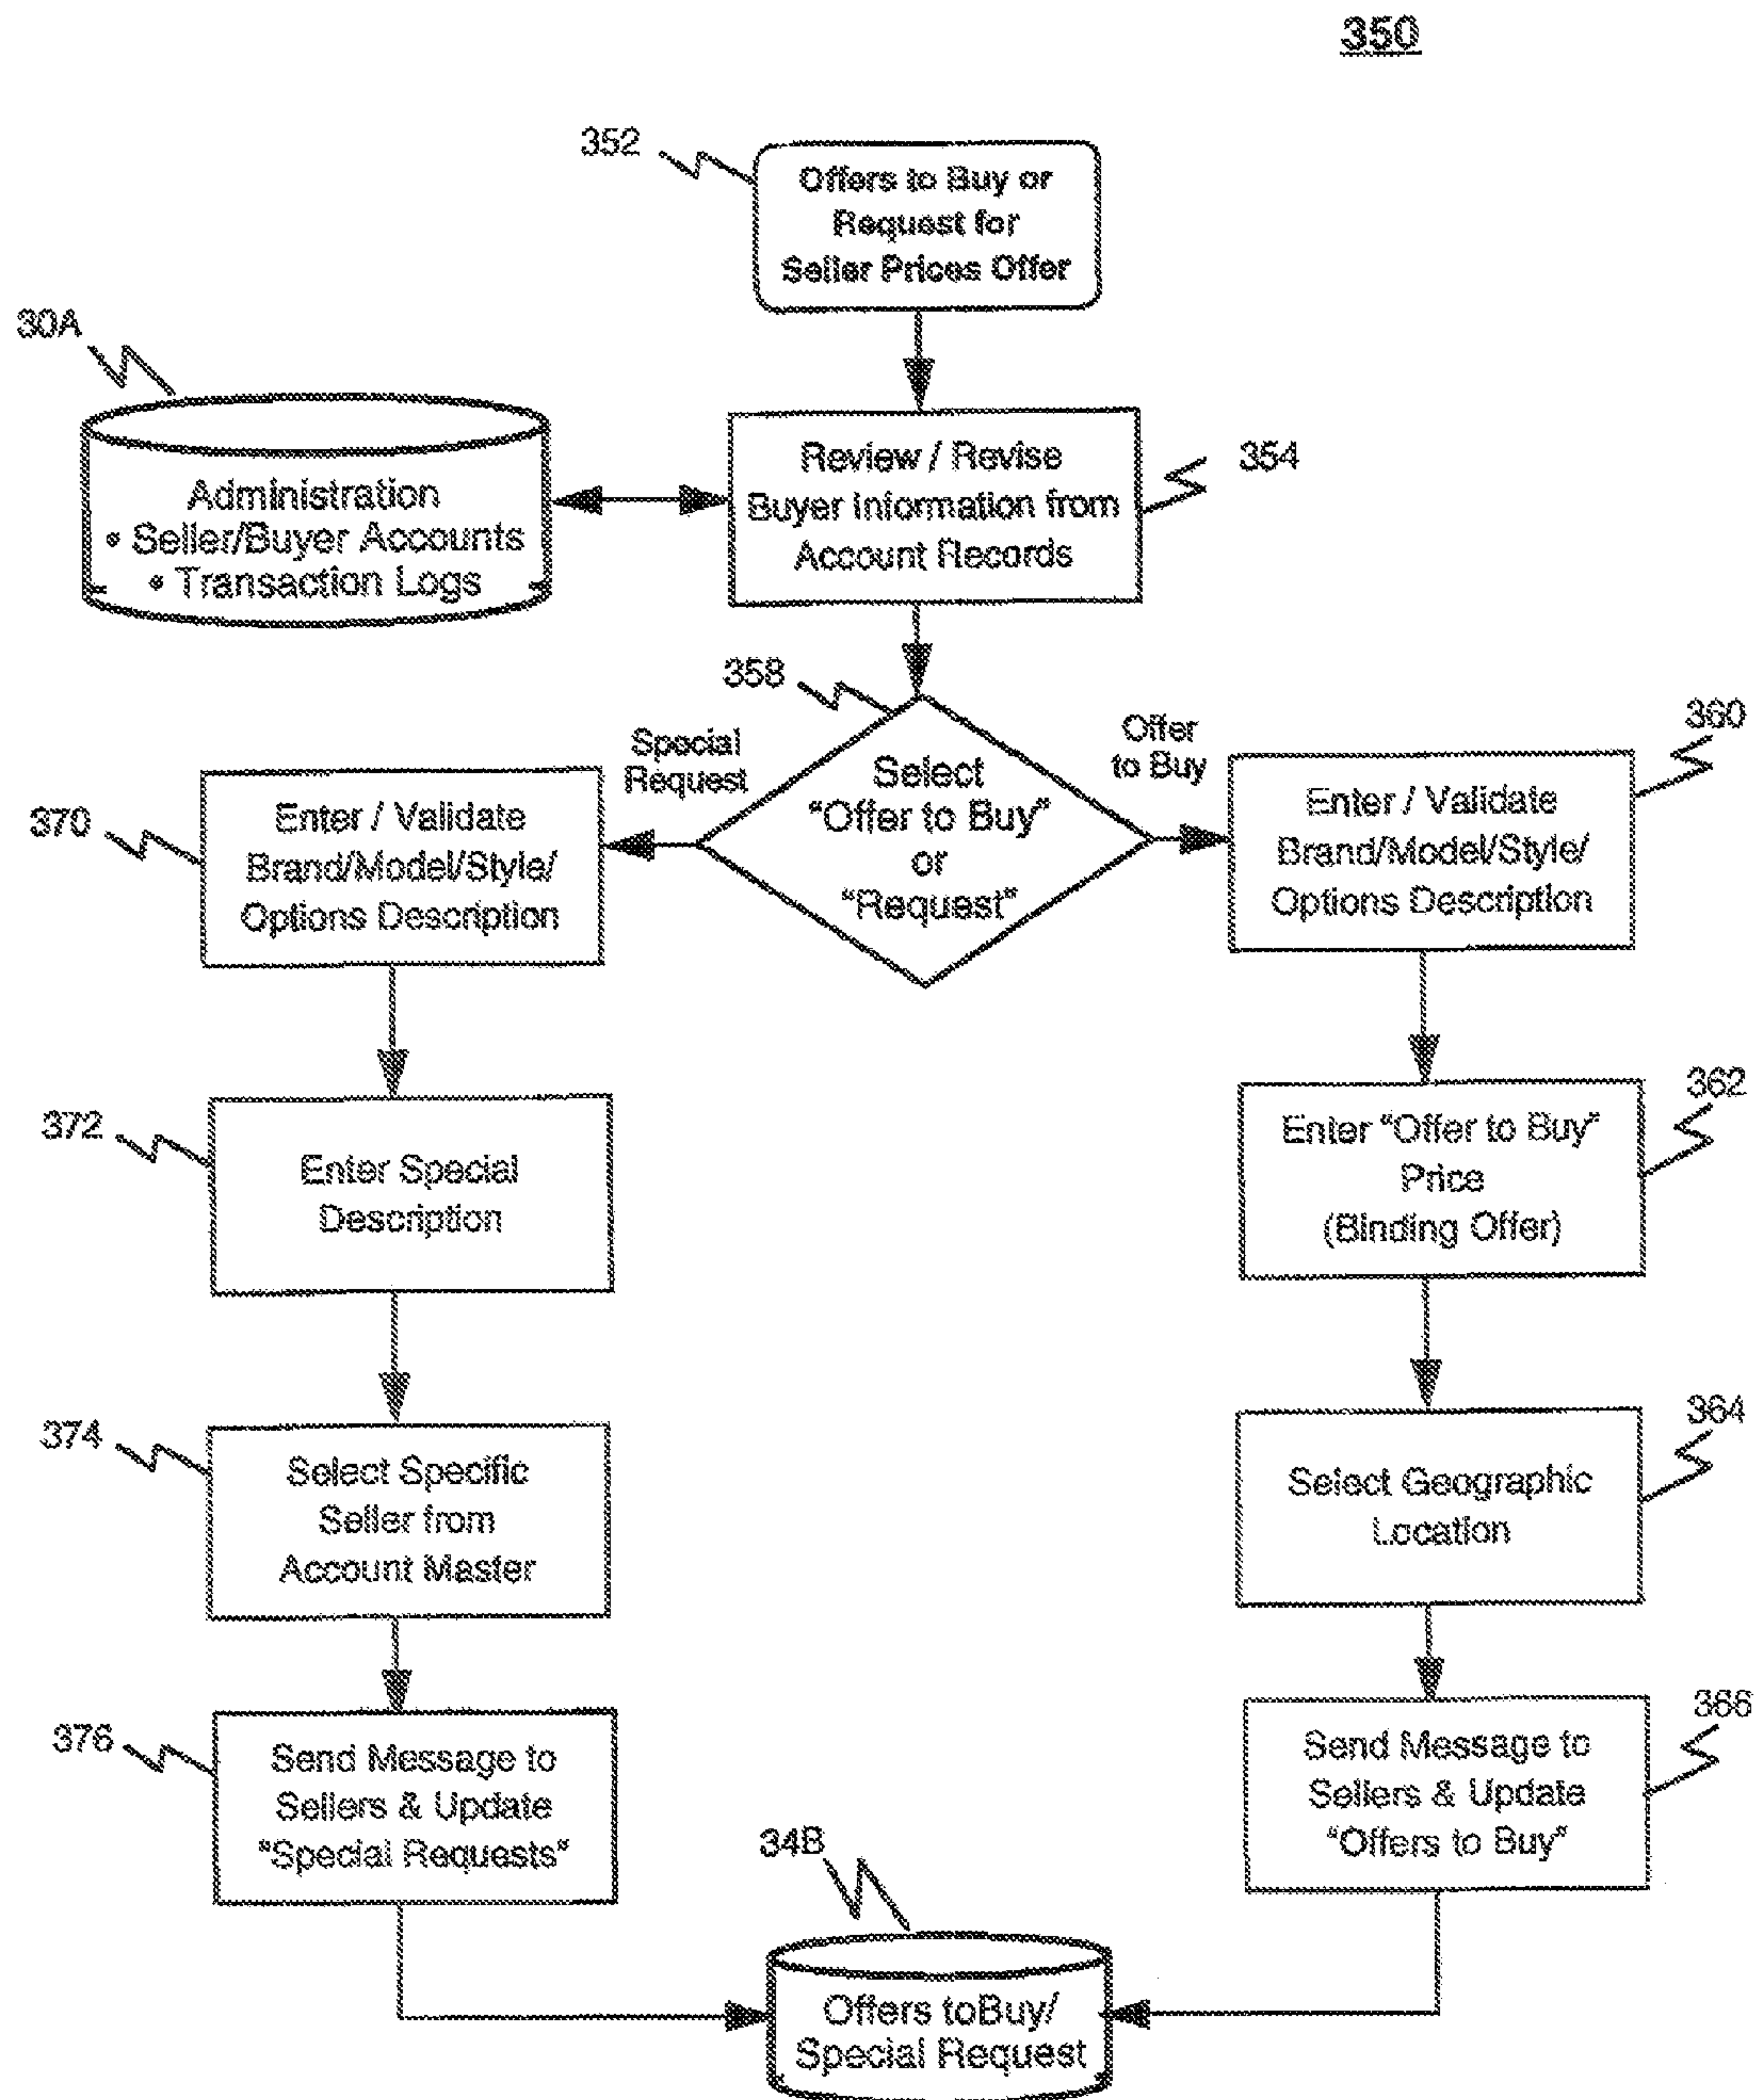 350
352
Offers to Buy or
Request for
Seller Prices Offer
30A
Administration
• Seller/Buyer Accounts
• Transaction Logs
Review / Revise
Buyer Information from
Account Records
354
358
Special
Request
Select
"Offer to Buy"
or
"Request"
Offer
to Buy
360
Enter / Validate
Brand/Model/Style/
Options Description
370
Enter / Validate
Brand/Model/Style/
Options Description
372
Enter Special
Description
362
Enter "Offer to Buy"
Price
(Binding Offer)
374
Select Specific
Seller from
Account Master
364
Select Geographic
Location
376
Send Message to
Sellers & Update
"Special Requests"
366
Send Message to
Sellers & Update
"Offers to Buy"
34B
Offers toBuy/
Special Request